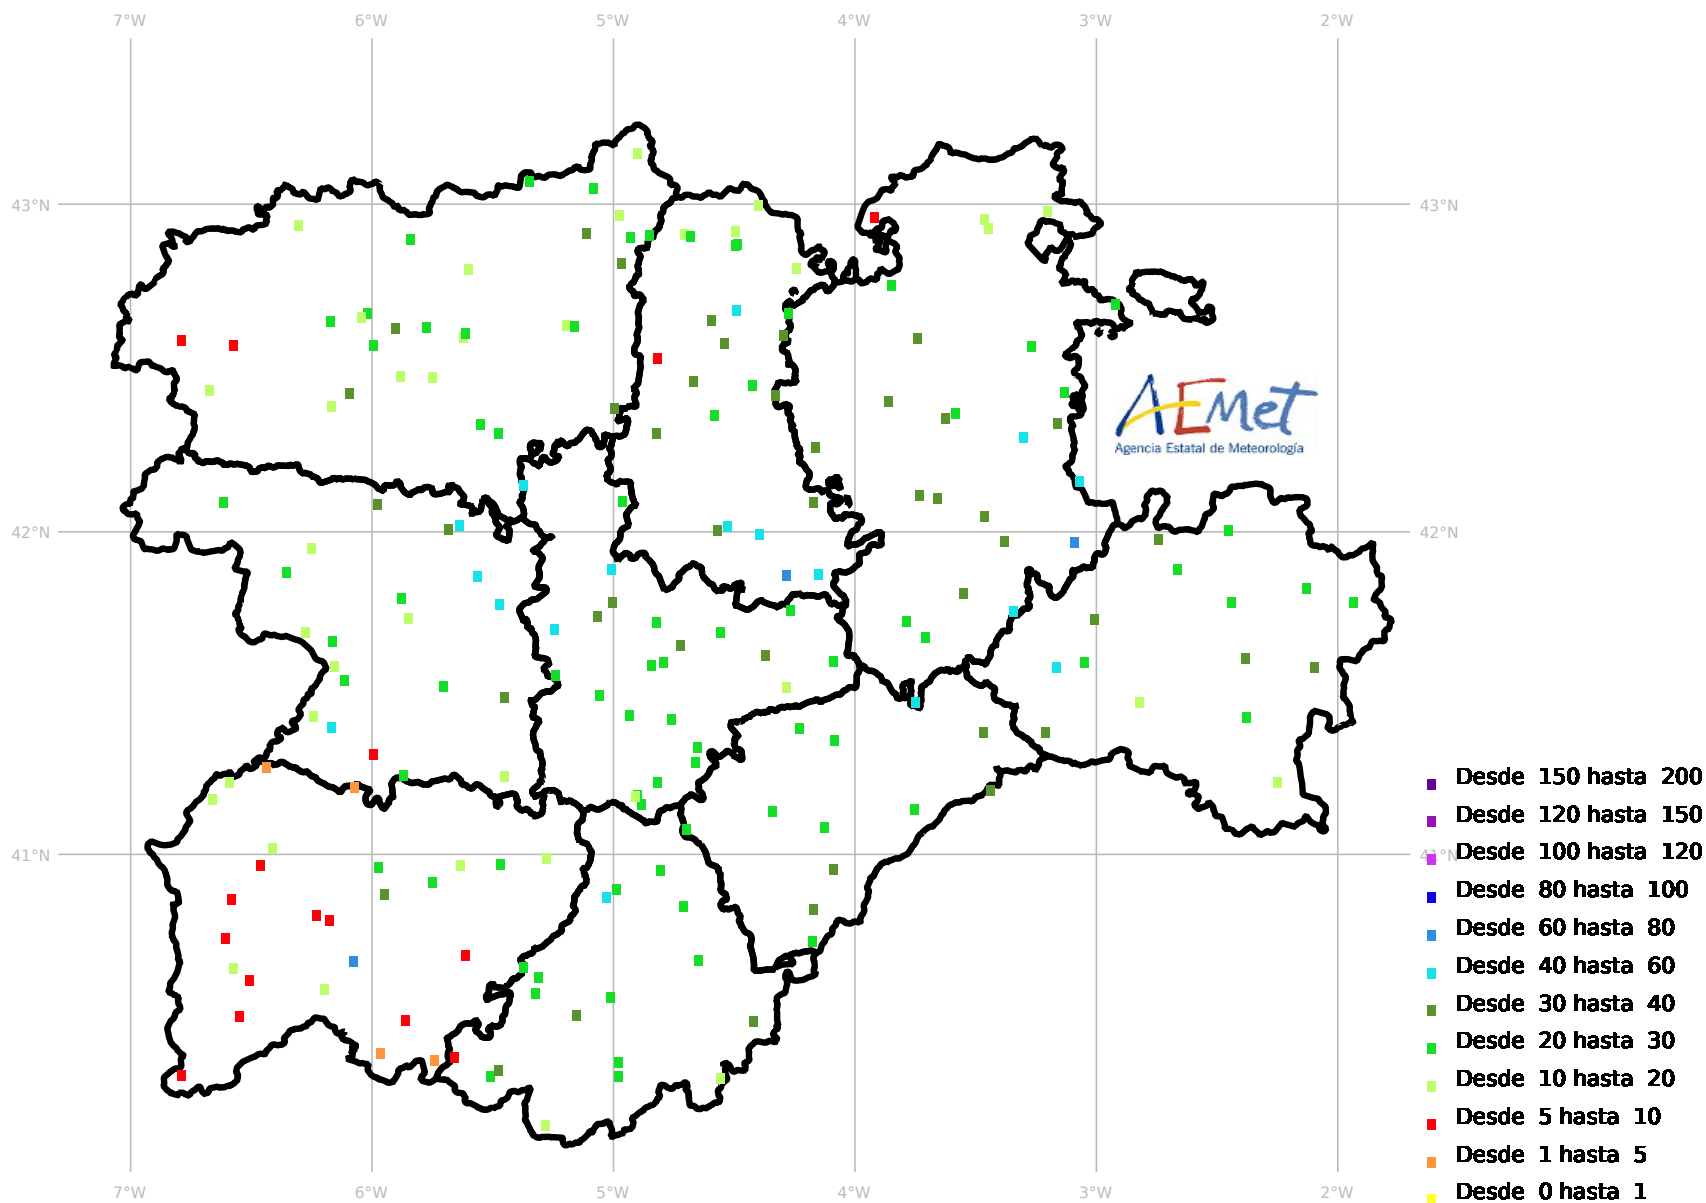 7°W 6°W 5°W 4°W 3°W 2°W
43°N 43°N
AEMet
Agencia Estatal de Meteorología
42°N 42°N
Desde 150 hasta 200
Desde 120 hasta 150
Desde 100 hasta 120
41°N 41°N
Desde 80 hasta 100
Desde 60 hasta 80
Desde 40 hasta 60
Desde 30 hasta 40
Desde 20 hasta 30
Desde 10 hasta 20
Desde 5 hasta 10
Desde 1 hasta 5
Desde 0 hasta 1
7°W 6°W 5°W 4°W 3°W 2°W